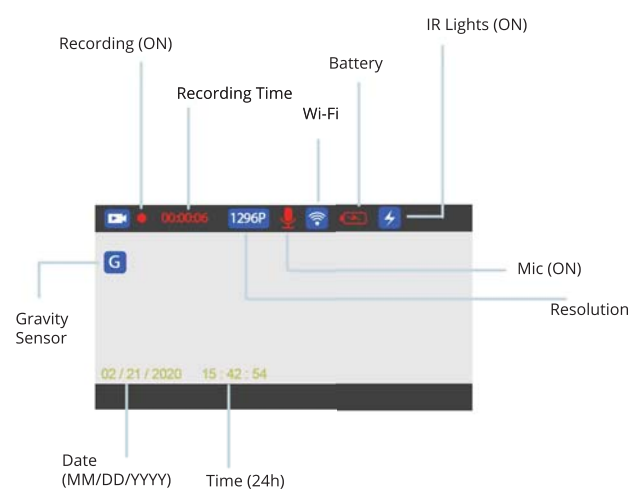 IR Lights (ON)
Recording (ON)
Battery
Recording Time
Wi-Fi
00:00:06
1296P
G
Mic (ON)
Resolution
Gravity
Sensor
02 / 21 / 2020 15 : 42 : 54
Date
(MM/DD/YYYY)
Time (24h)